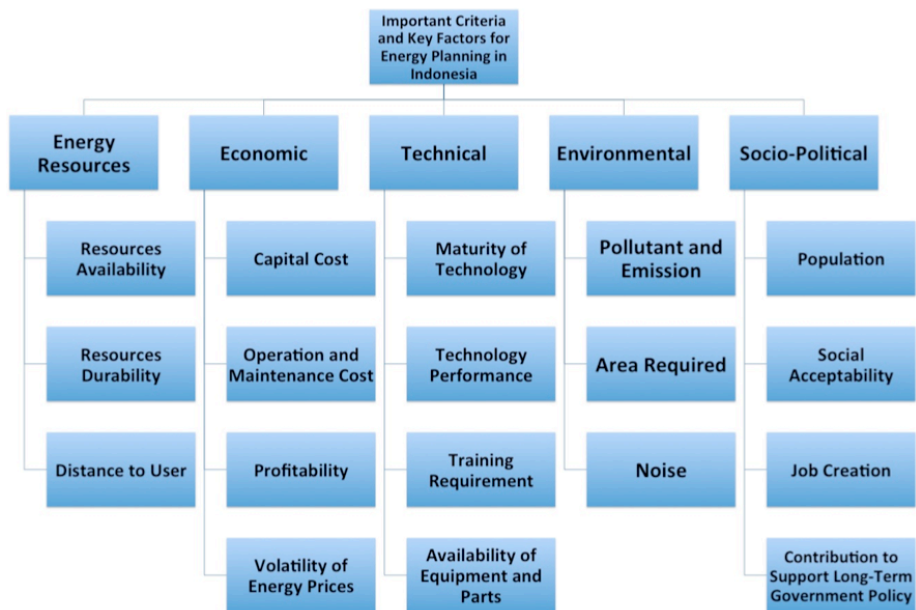 Important Criteria
and Key Factors for
Energy Planning in
Indonesia
Energy
Resources
Economic
Technical
Environmental
Socio-Political
Resources
Availability
Capital Cost
Maturity of
Technology
Pollutant and
Emission
Population
Resources
Durability
Operation and
Maintenance Cost
Technology
Performance
Area Required
Social
Acceptability
Distance to User
Profitability
Training
Requirement
Noise
Job Creation
Volatility of
Energy Prices
Availability of
Equipment and
Parts
Contribution to
Support Long-Term
Government Policy